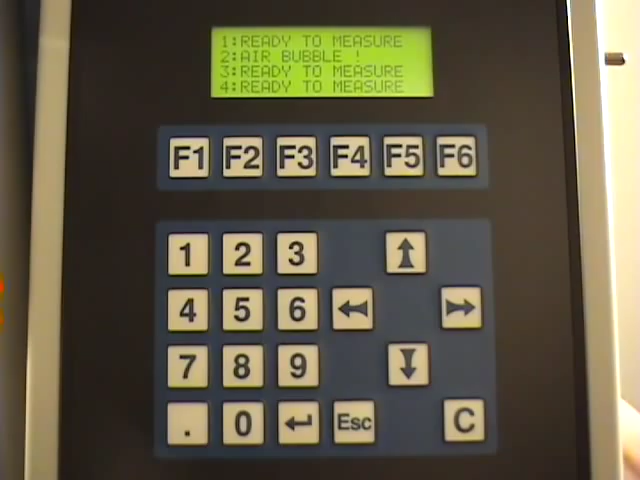 1:READY TO MEASURE
2:AIR BUBBLE !
3:READY TO MEASURE
4:READY TO MEASURE
F1 F2 F3 F4 F5 F6
1 2 3
4 5 6
7 8 9
. 0 Esc C